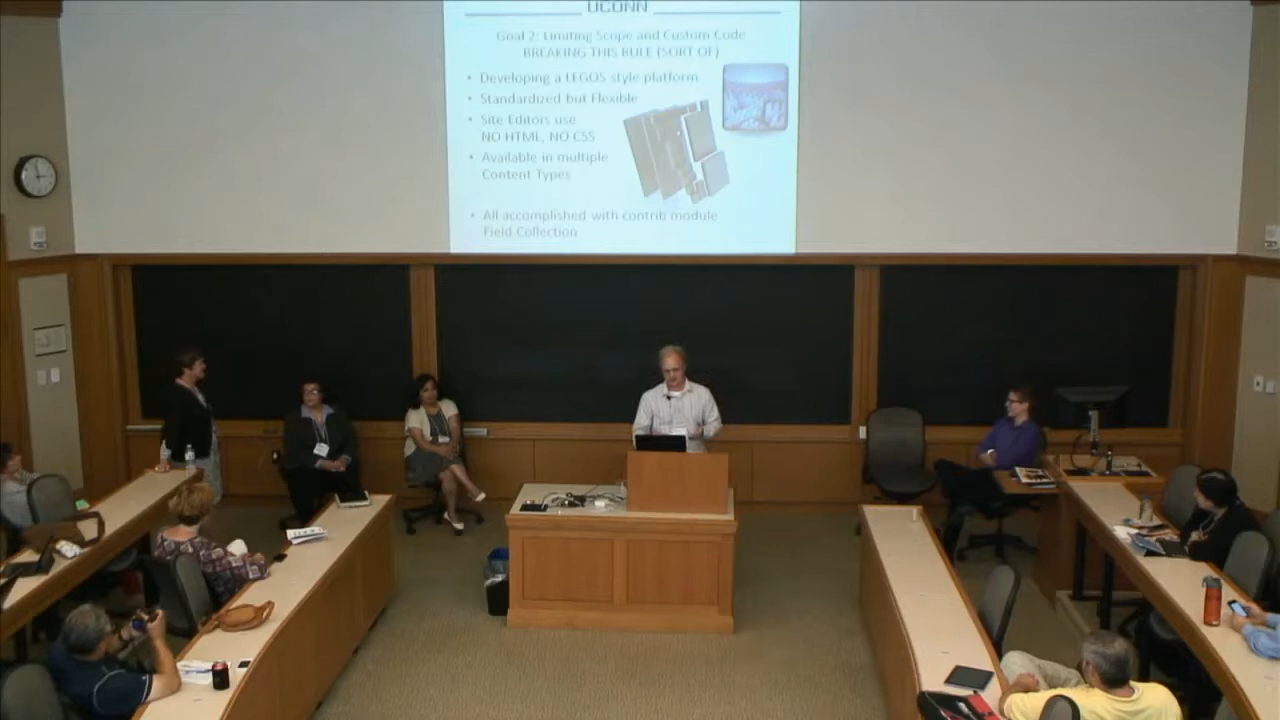 UCONN
Goal 2: Limiting Scope and Custom Code
BREAKING THIS RULE (SORT OF)
• Developing a LEGOS style platform
• Standardized but Flexible
• Site Editors use
NO HTML, NO CSS
• Available in multiple
Content Types
• All accomplished with contrib module
Field Collection